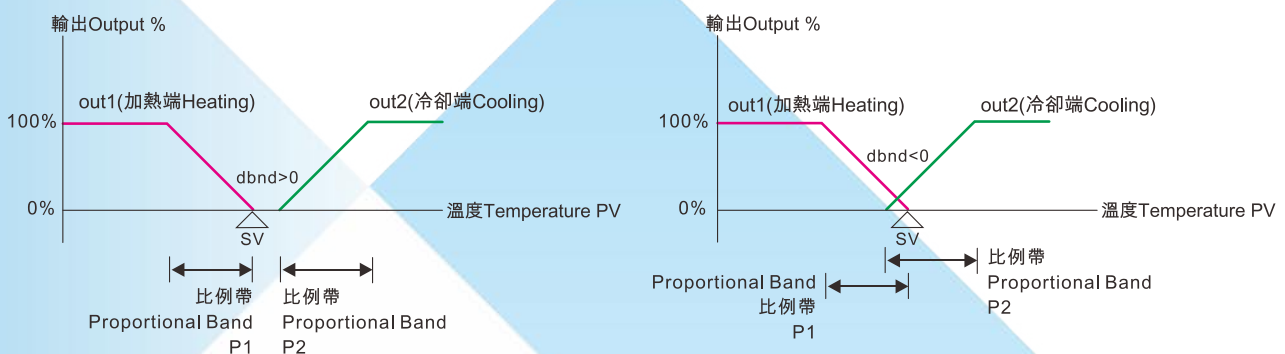 輸出Output %
out1(加熱端Heating)
out2(冷卻端Cooling)
100%
dbnd>0
0%
溫度Temperature PV
SV
比例帶
Proportional Band
P1
比例帶
Proportional Band
P2
輸出Output %
out1(加熱端Heating)
out2(冷卻端Cooling)
100%
dbnd<0
0%
溫度Temperature PV
SV
Proportional Band
比例帶
P1
比例帶
Proportional Band
P2